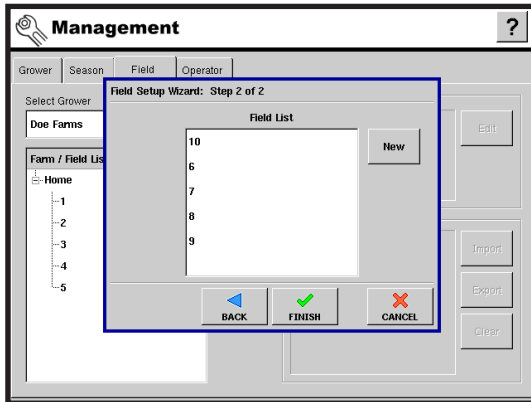 Management
?
Grower Season Field Operator
Select Grower
Doe Farms
Farm / Field Lis
Home
1
2
3
4
5
Field Setup Wizard: Step 2 of 2
Field List
10
6
7
8
9
New
BACK
FINISH
CANCEL
Edit
Import
Export
Clear